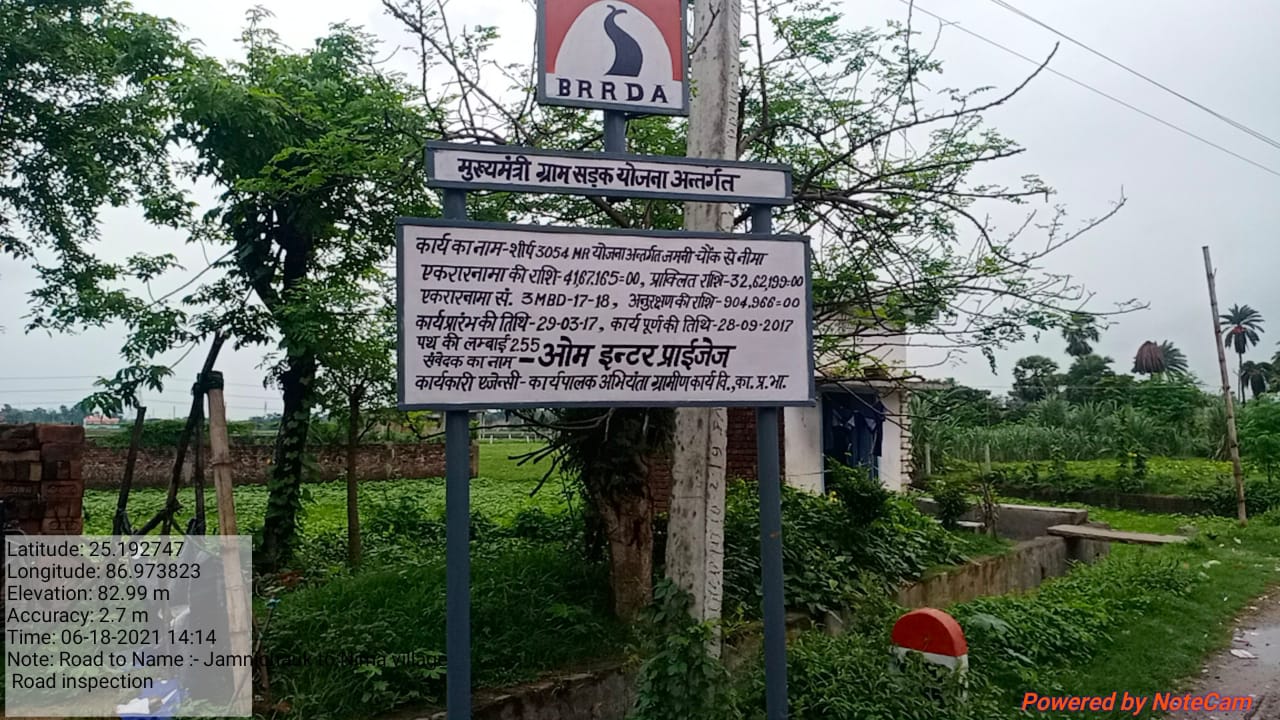 BRRDA
मुख्यमंत्री ग्राम सड़क योजना अन्तर्गत
कार्य का नाम-शीर्ष 3054 MR योजना अन्तर्गत जमनी चौंक से नीमा
एकरारनामा की राशि-41,67,165=00, प्राक्लित राशि-32,62,199=00
एकरारनामा सं. 3MBD-17-18, अनुरक्षण की राशि-904,966=00
कार्य प्रारंभ की तिथि-29-03-17, कार्य पूर्ण की तिथि-28-09-2017
पथ की लम्बाई 255
संवेदक का नाम -ओम इन्टर प्राईजेज
कार्यकारी एजेन्सी-कार्यपालक अभियंता ग्रामीण कार्य वि., का. प्र. भा.
Latitude: 25.192747
Longitude: 86.973823
Elevation: 82.99 m
Accuracy: 2.7 m
Time: 06-18-2021 14:14
Note: Road to Name :- Jamnichauk to Nima village
Road inspection
Powered by NoteCam